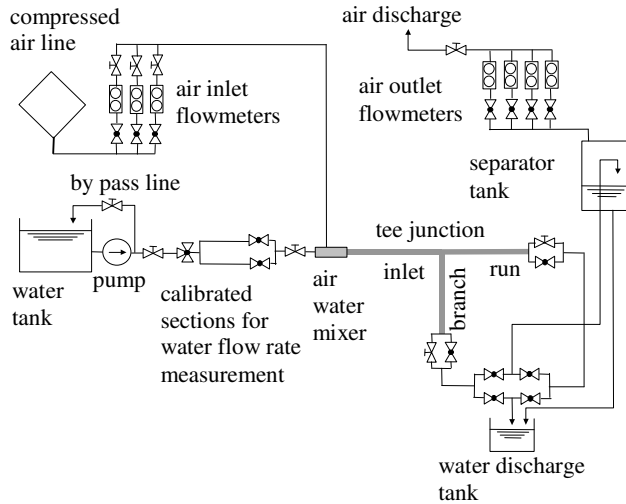 compressed
air line
air inlet
flowmeters
air discharge
air outlet
flowmeters
separator
tank
by pass line
water
tank
pump
calibrated
sections for
water flow rate
measurement
air
water
mixer
tee junction
inlet
run
branch
water discharge
tank